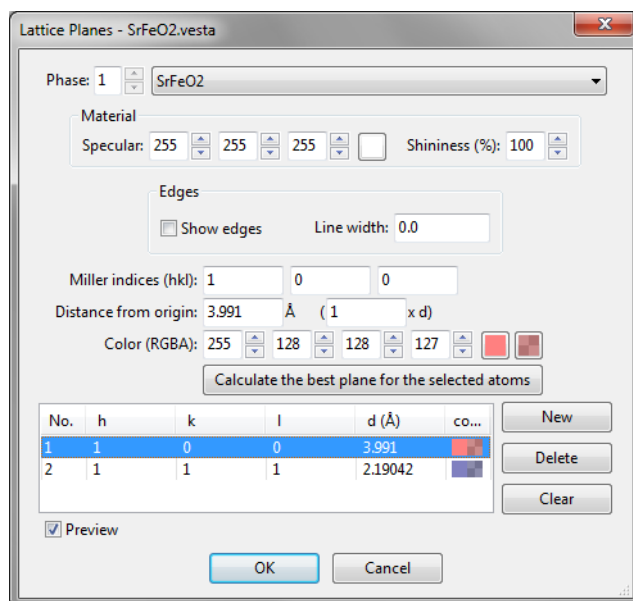 Lattice Planes - SrFeO2.vesta
Phase: 1 SrFeO2
Material
Specular: 255 255 255 Shininess (%): 100
Edges
Show edges Line width: 0.0
Miller indices (hkl): 1 0 0
Distance from origin: 3.991 Å ( 1 x d)
Color (RGBA): 255 128 128 127
Calculate the best plane for the selected atoms
No. h k l d (Å) co...
1 1 0 0 3.991
2 1 1 1 2.19042
New
Delete
Clear
Preview
OK Cancel